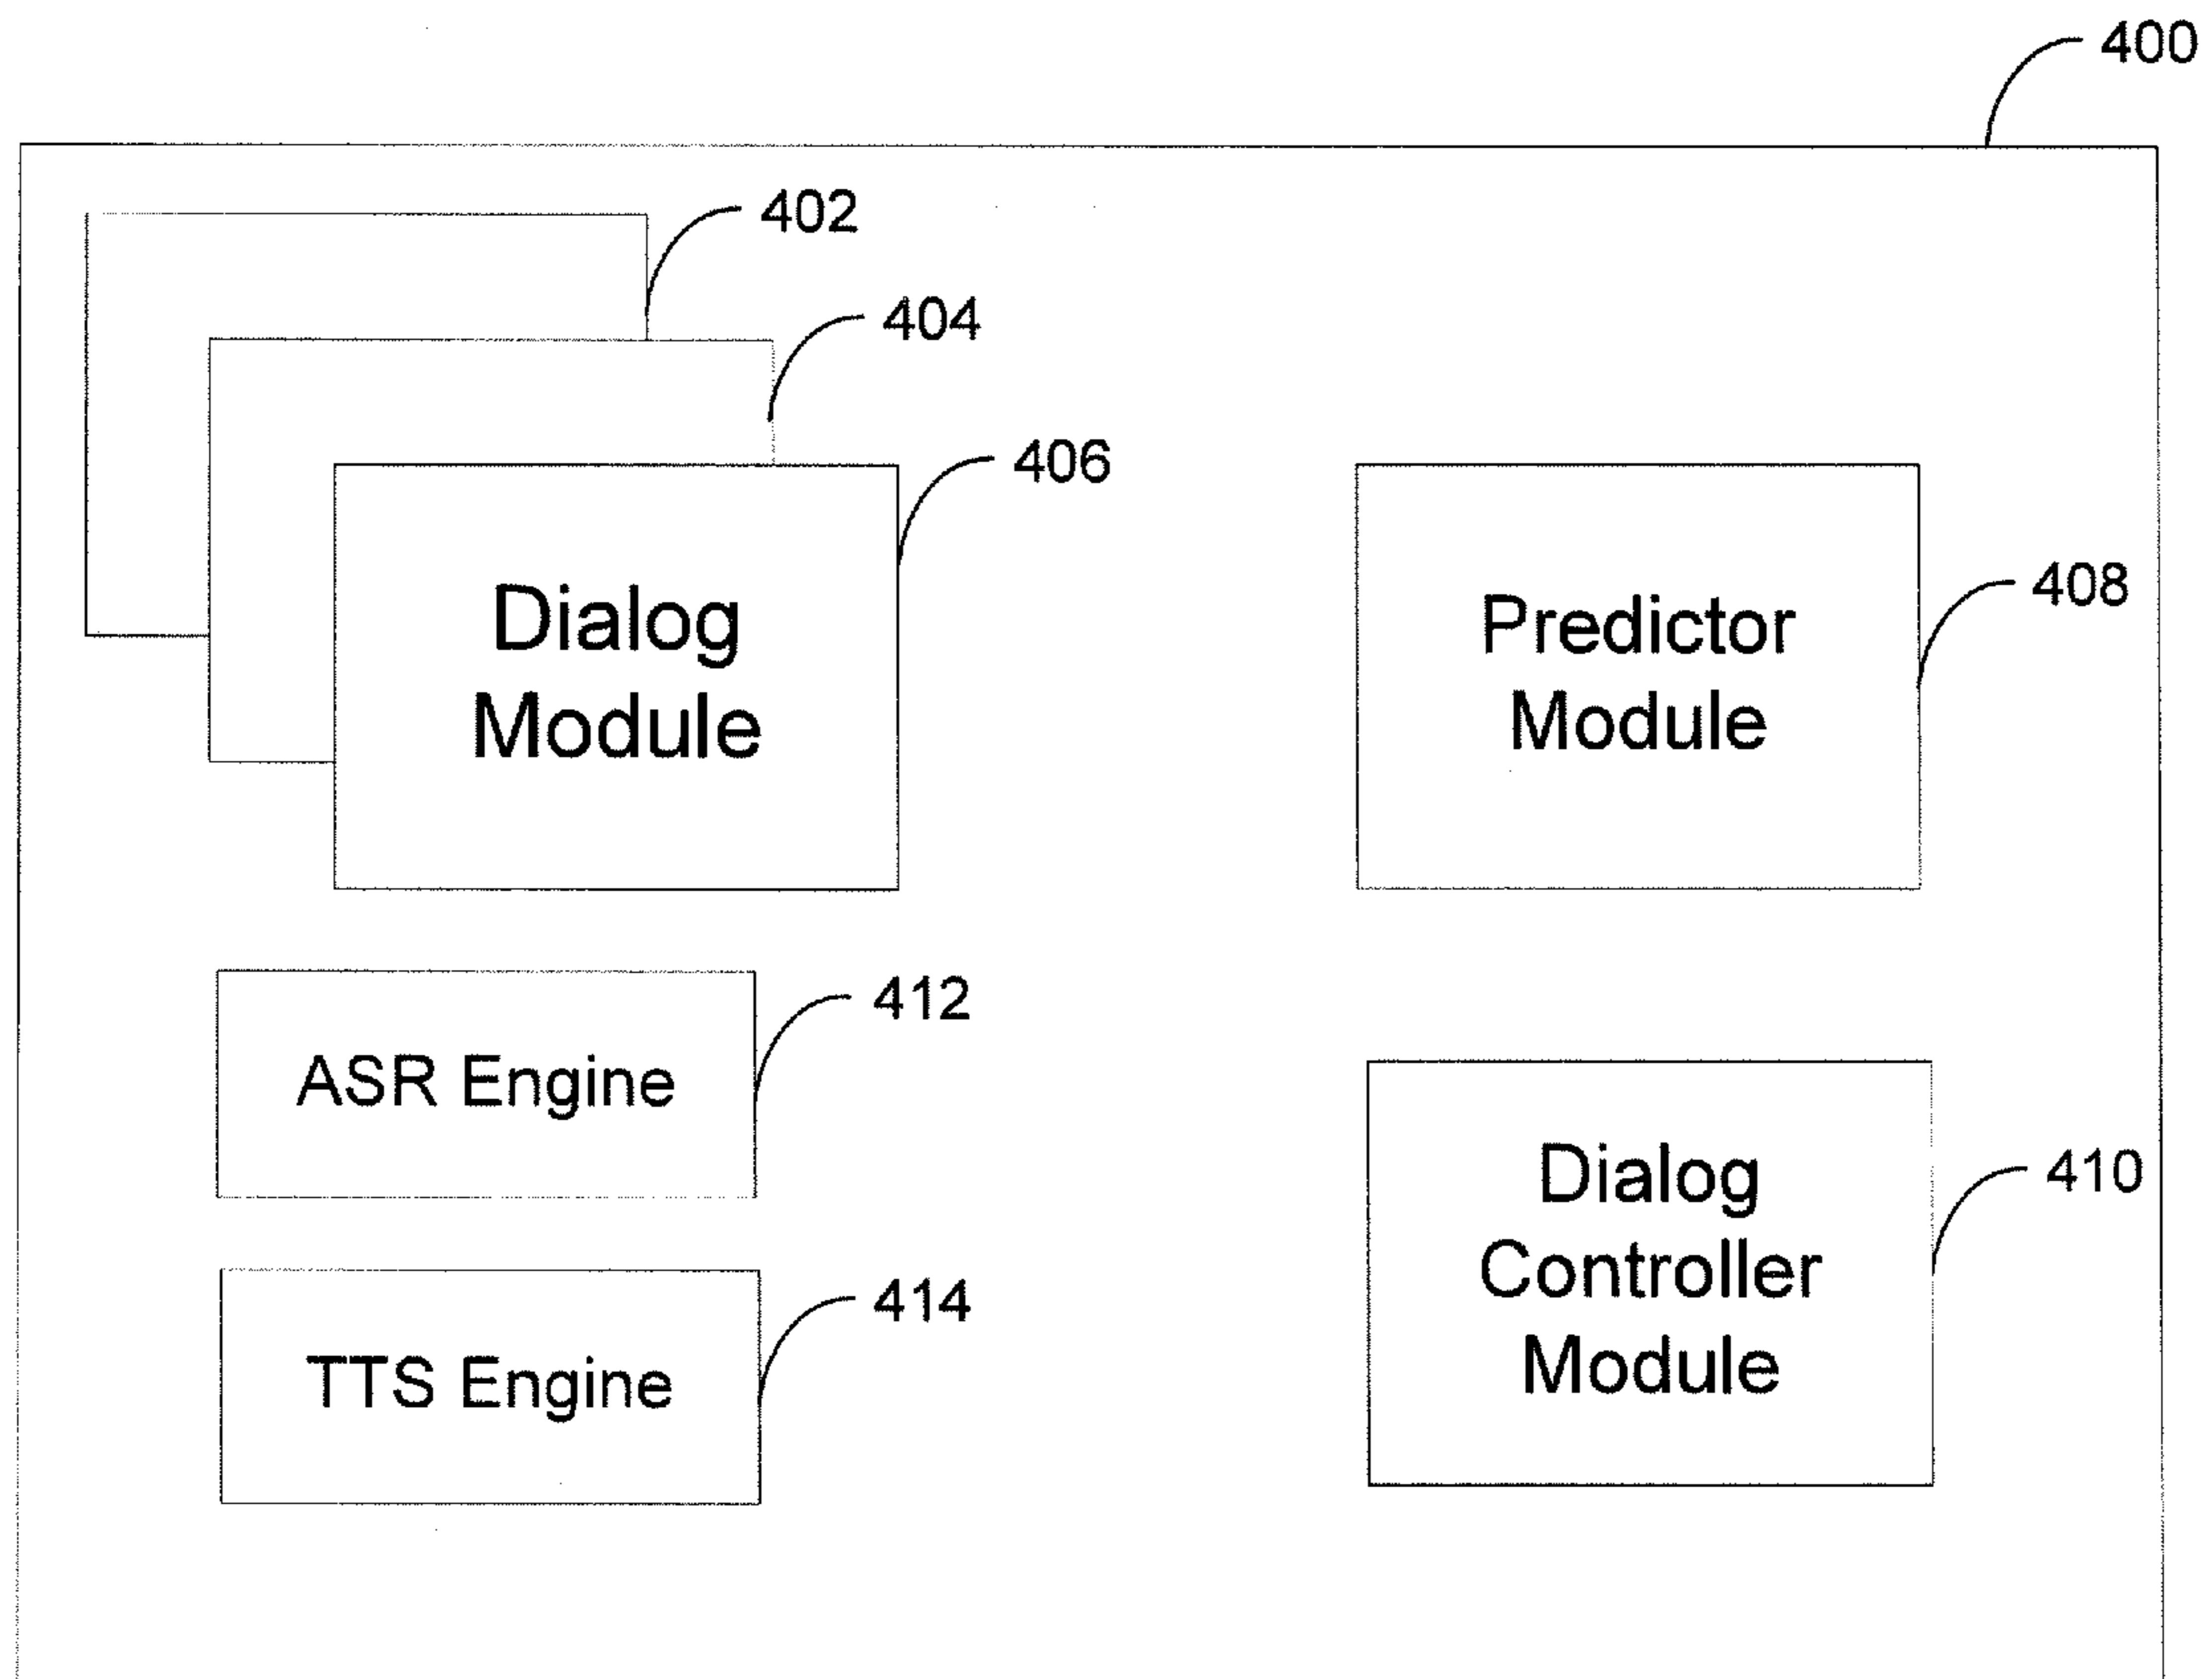 400
402
404
406
Dialog
Module
408
Predictor
Module
412
ASR Engine
410
Dialog
Controller
Module
414
TTS Engine